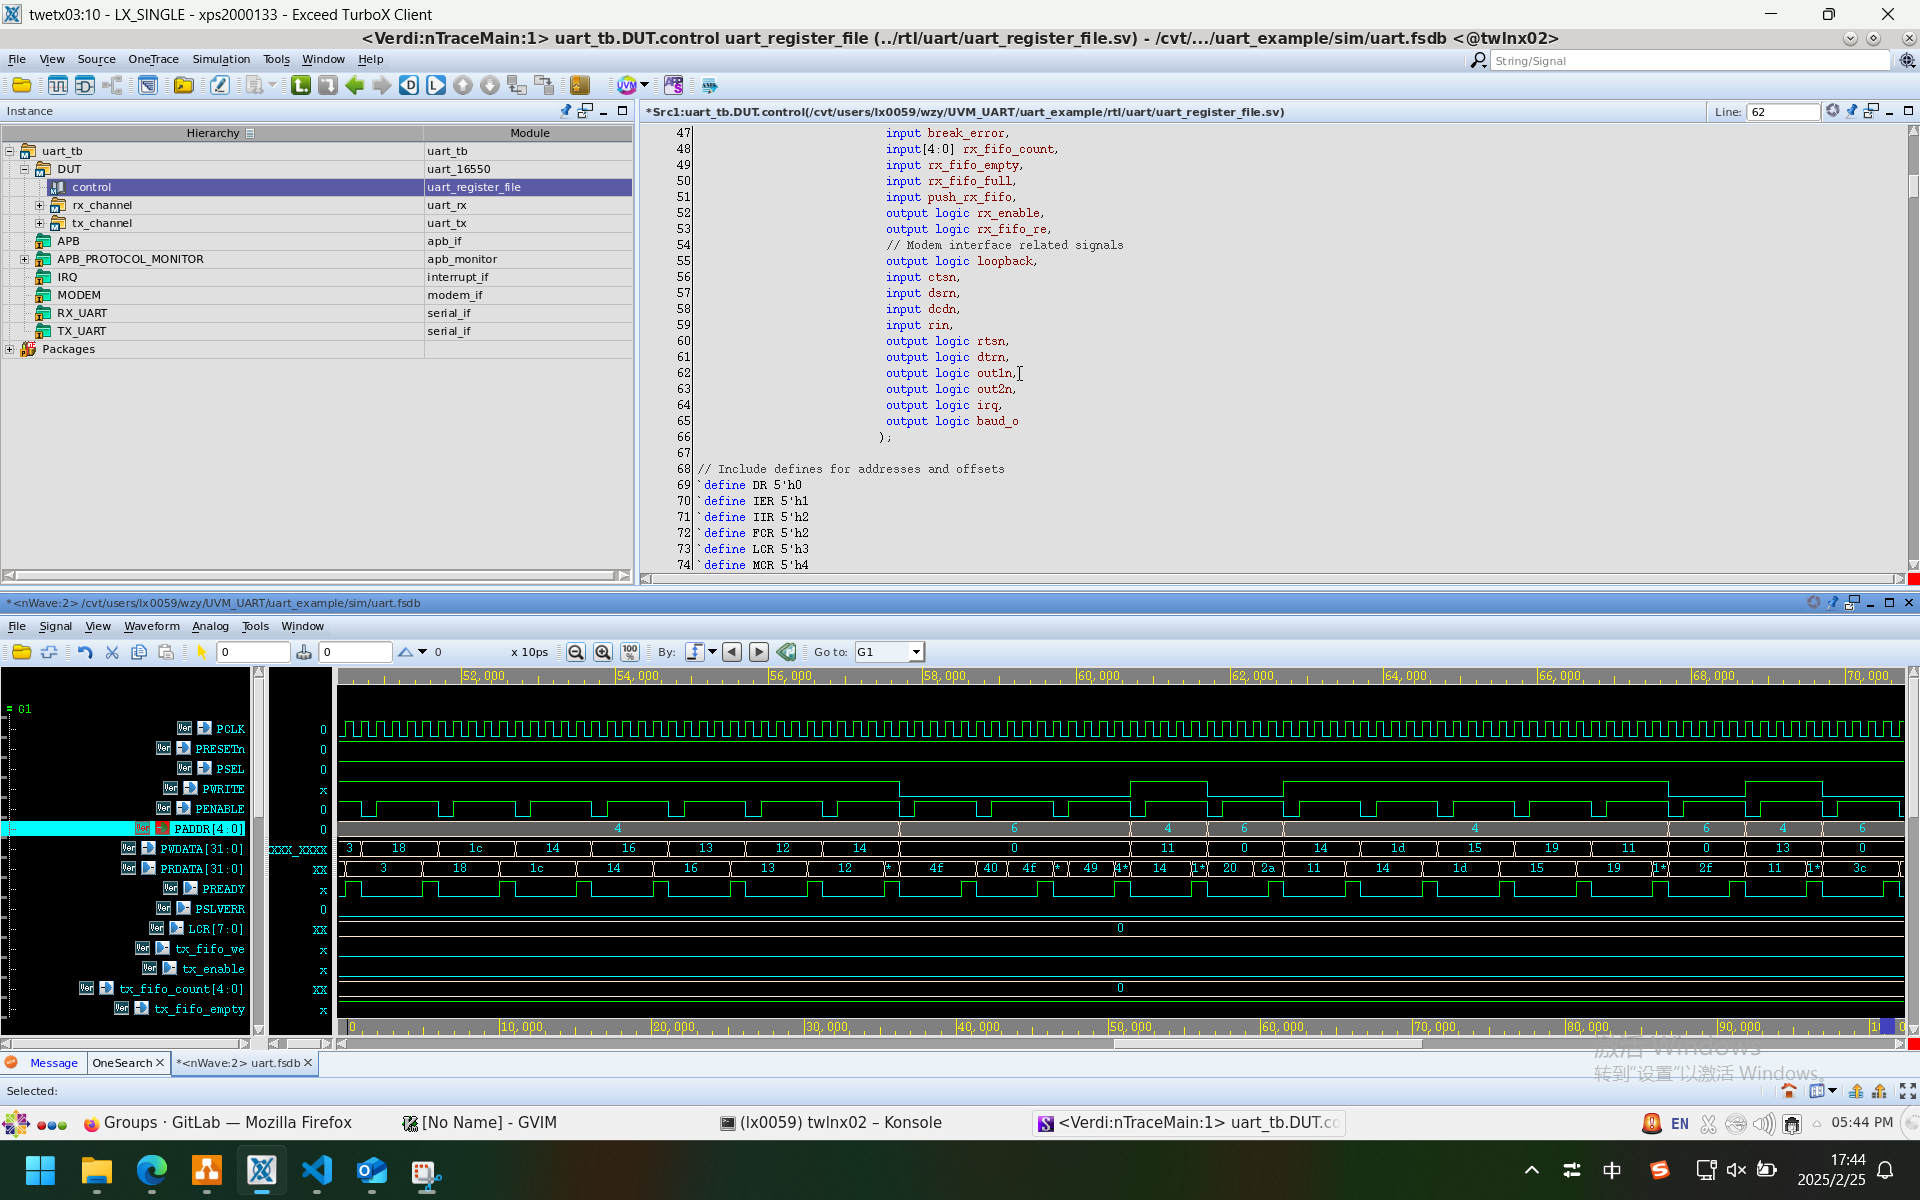 twetx03:10 - LX_SINGLE - xps2000133 - Exceed TurboX Client
<Verdi:nTraceMain:1> uart_tb.DUT.control uart_register_file (../rtl/uart/uart_register_file.sv) - /cvt/.../uart_example/sim/uart.fsdb <@twlnx02>
File View Source OneTrace Simulation Tools Window Help
String/Signal
Instance
*Src1:uart_tb.DUT.control(/cvt/users/lx0059/wzy/UVM_UART/uart_example/rtl/uart/uart_register_file.sv)
Line: 62
Hierarchy Module
uart_tb uart_tb
DUT uart_16550
control uart_register_file
rx_channel uart_rx
tx_channel uart_tx
APB apb_if
APB_PROTOCOL_MONITOR apb_monitor
IRQ interrupt_if
MODEM modem_if
RX_UART serial_if
TX_UART serial_if
Packages
47 input break_error,
48 input[4:0] rx_fifo_count,
49 input rx_fifo_empty,
50 input rx_fifo_full,
51 input push_rx_fifo,
52 output logic rx_enable,
53 output logic rx_fifo_re,
54 // Modem interface related signals
55 output logic loopback,
56 input ctsn,
57 input dsrn,
58 input dcdn,
59 input rin,
60 output logic rtsn,
61 output logic dtrn,
62 output logic out1n,
63 output logic out2n,
64 output logic irq,
65 output logic baud_o
66 );
67
68 // Include defines for addresses and offsets
69 `define DR 5'h0
70 `define IER 5'h1
71 `define IIR 5'h2
72 `define FCR 5'h2
73 `define LCR 5'h3
74 `define MCR 5'h4
*<nWave:2> /cvt/users/lx0059/wzy/UVM_UART/uart_example/sim/uart.fsdb
File Signal View Waveform Analog Tools Window
0 0 0 x 10ps 100% By: Go to: G1
52,000 54,000 56,000 58,000 60,000 62,000 64,000 66,000 68,000 70,000
= G1
PCLK 0
PRESETn 0
PSEL 0
PWRITE x
PENABLE 0
PADDR[4:0] 0 4 6 4 6 4 6 4 6
PWDATA[31:0] XXX_XXXX 3 18 1c 14 16 13 12 14 0 11 0 14 1d 15 19 11 0 13 0
PRDATA[31:0] XX 3 18 1c 14 16 13 12 * 4f 40 4f * 49 4* 14 1* 20 2a 11 14 1d 15 19 1* 2f 11 1* 3c
PREADY x
PSLVERR 0
LCR[7:0] XX 0
tx_fifo_we x
tx_enable x
tx_fifo_count[4:0] XX 0
tx_fifo_empty x
0 10,000 20,000 30,000 40,000 50,000 60,000 70,000 80,000 90,000
Message OneSearch *<nWave:2> uart.fsdb
激活 Windows
转到"设置"以激活 Windows。
Selected:
Groups · GitLab — Mozilla Firefox [No Name] - GVIM (lx0059) twlnx02 – Konsole <Verdi:nTraceMain:1> uart_tb.DUT.co
EN 05:44 PM
中 17:44
2025/2/25